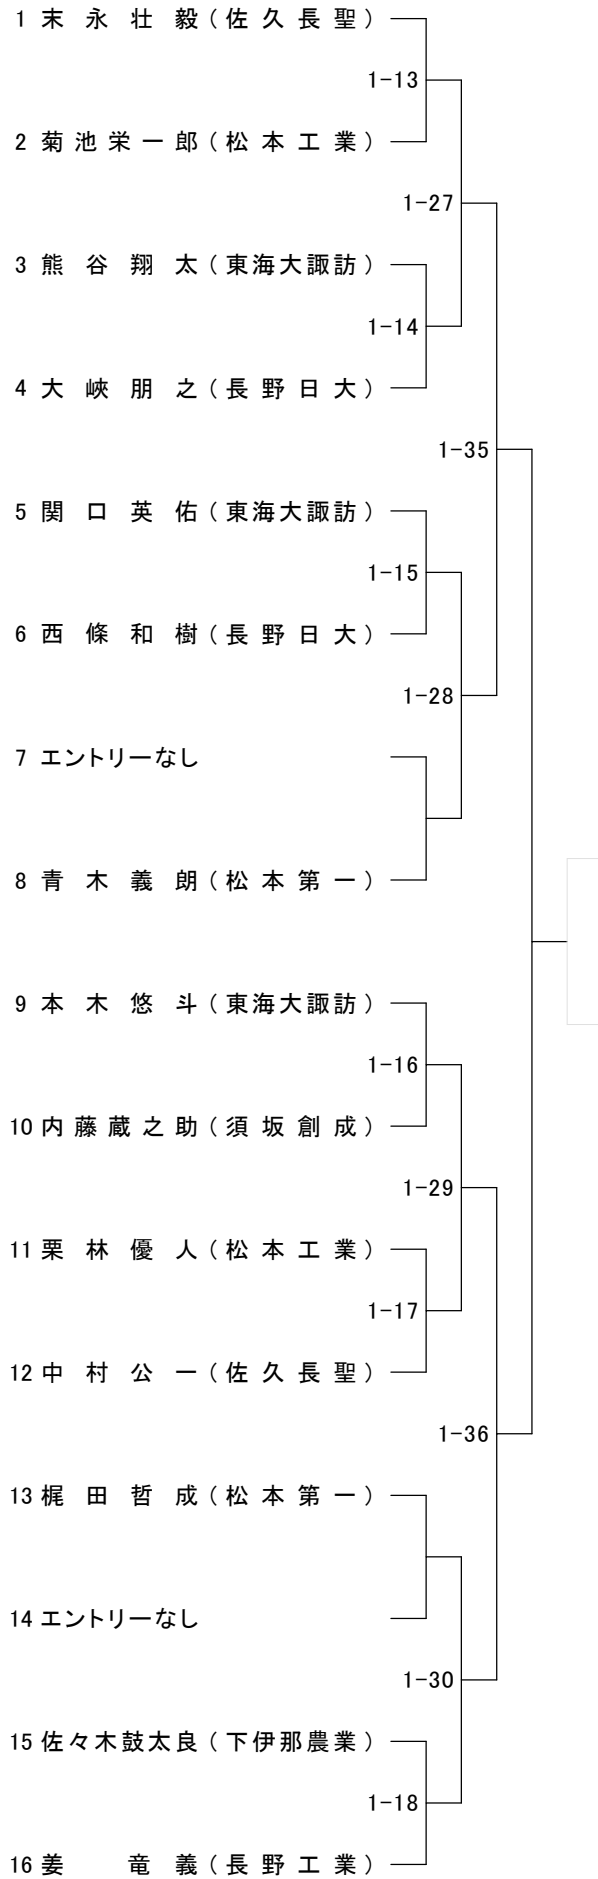 1 末永壮毅(佐久長聖)
1-13
2 菊池栄一郎(松本工業)
1-27
3 熊谷翔太(東海大諏訪)
1-14
4 大峽朋之(長野日大)
1-35
5 関口英佑(東海大諏訪)
1-15
6 西條和樹(長野日大)
1-28
7 エントリーなし
8 青木義朗(松本第一)
9 本木悠斗(東海大諏訪)
1-16
10 内藤蔵之助(須坂創成)
1-29
11 栗林優人(松本工業)
1-17
12 中村公一(佐久長聖)
1-36
13 梶田哲成(松本第一)
14 エントリーなし
1-30
15 佐々木鼓太良(下伊那農業)
1-18
16 姜竜義(長野工業)